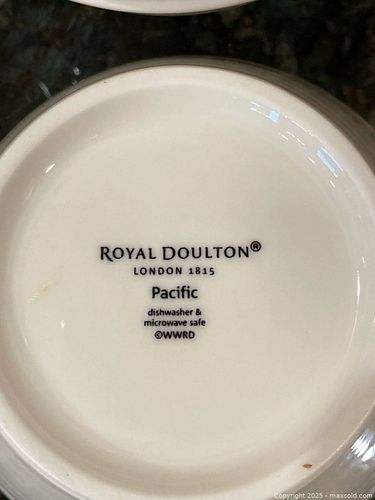 ROYAL DOULTON®
LONDON 1815
Pacific
dishwasher &
microwave safe
©WWRD
Copyright 2025 - maxsold.com